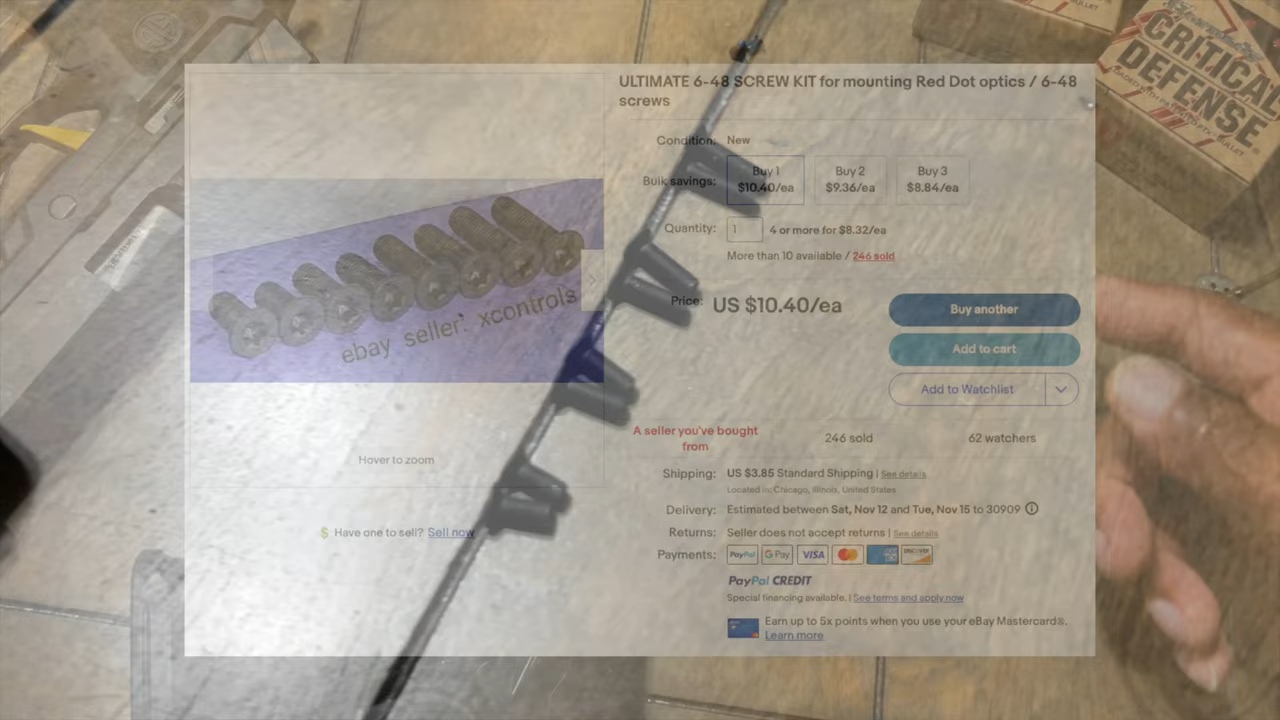 CRITICAL
DEFENSE
ULTIMATE 6-48 SCREW KIT for mounting Red Dot optics / 6-48
screws
Condition: New
Bulk savings:
Buy 1
$10.40/ea
Buy 2
$9.36/ea
Buy 3
$8.84/ea
Quantity: 1 4 or more for $8.32/ea
More than 10 available / 246 sold
ebay seller: xcontrols
Price: US $10.40/ea
Buy another
Add to cart
Add to Watchlist
A seller you've bought
from
246 sold
62 watchers
Hover to zoom
$ Have one to sell? Sell now
Shipping: US $3.85 Standard Shipping | See details
Located in: Chicago, Illinois, United States
Delivery: Estimated between Sat, Nov 12 and Tue, Nov 15 to 30909
Returns: Seller does not accept returns | See details
Payments: PayPal G Pay VISA DISCOVER
PayPal CREDIT
Special financing available. | See terms and apply now
Earn up to 5x points when you use your eBay Mastercard®.
Learn more